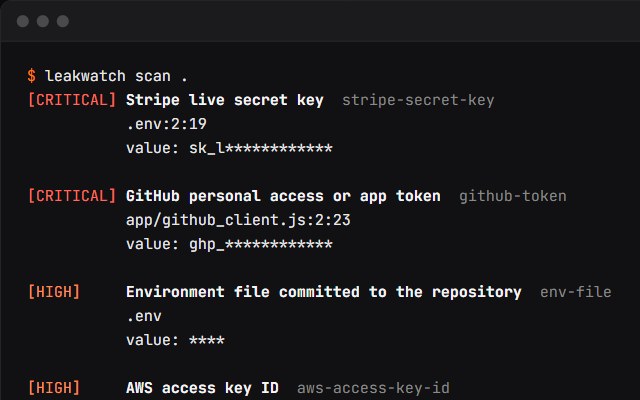 $ leakwatch scan .
[CRITICAL] Stripe live secret key  stripe-secret-key
.env:2:19
value: sk_l************
[CRITICAL] GitHub personal access or app token  github-token
app/github_client.js:2:23
value: ghp_************
[HIGH] Environment file committed to the repository  env-file
.env
value: ****
[HIGH] AWS access key ID  aws-access-key-id